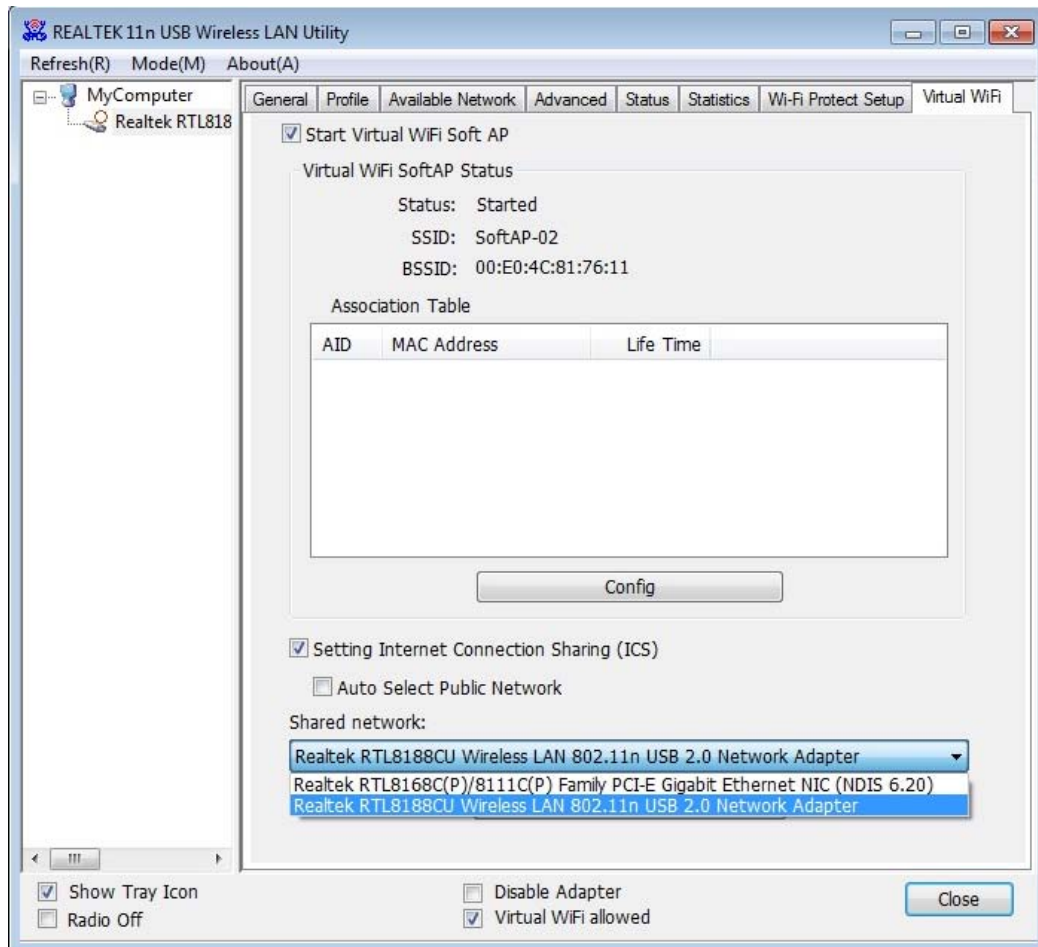 REALTEK 11n USB Wireless LAN Utility
Refresh(R) Mode(M) About(A)
MyComputer
Realtek RTL818
General Profile Available Network Advanced Status Statistics Wi-Fi Protect Setup Virtual WiFi
Start Virtual WiFi Soft AP
Virtual WiFi SoftAP Status
Status: Started
SSID: SoftAP-02
BSSID: 00:E0:4C:81:76:11
Association Table
AID MAC Address Life Time
Config
Setting Internet Connection Sharing (ICS)
Auto Select Public Network
Shared network:
Realtek RTL8188CU Wireless LAN 802.11n USB 2.0 Network Adapter
Realtek RTL8168C(P)/8111C(P) Family PCI-E Gigabit Ethernet NIC (NDIS 6.20)
Realtek RTL8188CU Wireless LAN 802.11n USB 2.0 Network Adapter
Show Tray Icon
Radio Off
Disable Adapter
Virtual WiFi allowed
Close